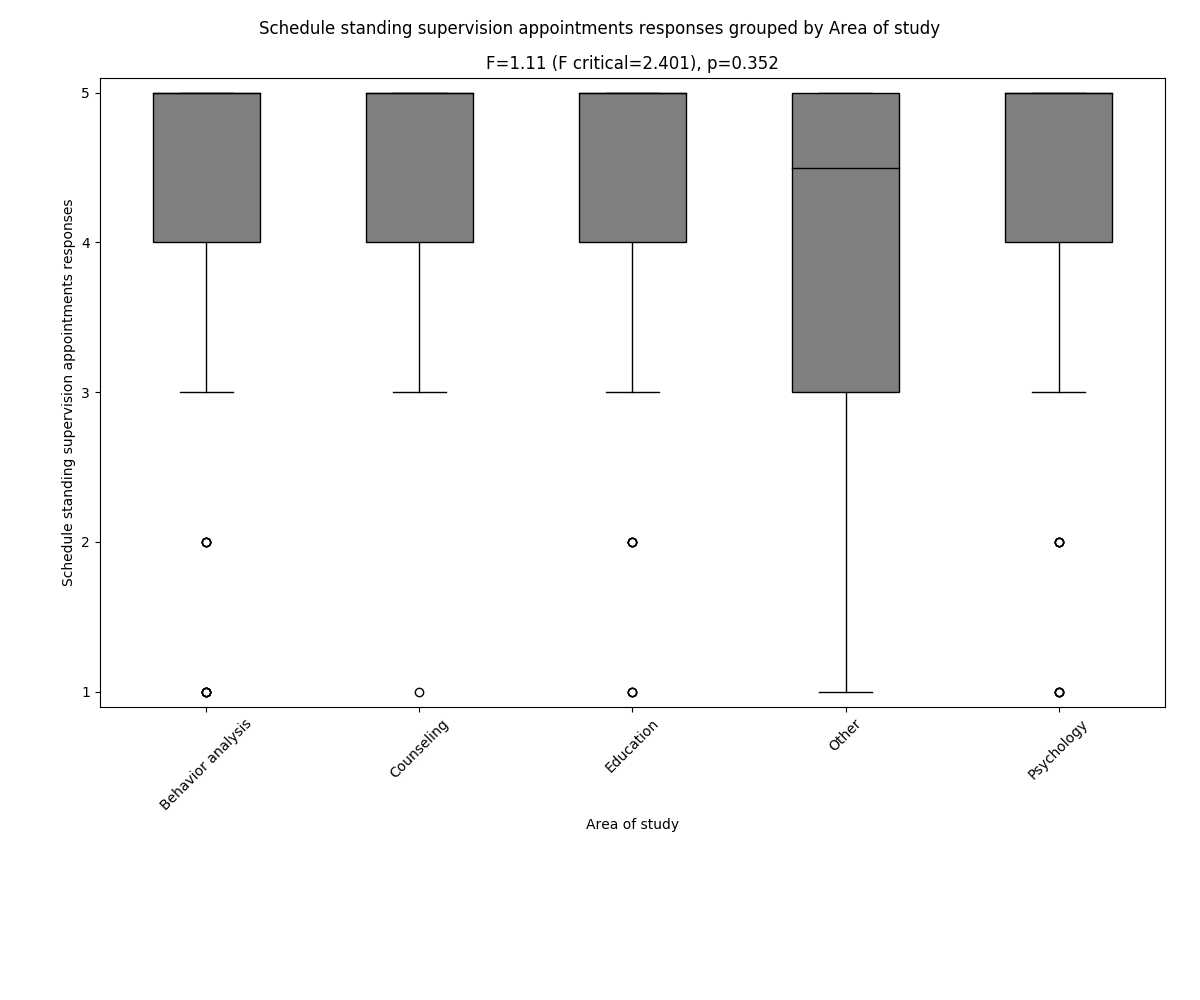 Schedule standing supervision appointments responses grouped by Area of study
F=1.11 (F critical=2.401), p=0.352
Schedule standing supervision appointments responses
5
4
3
2
1
Behavior analysis
Counseling
Education
Other
Psychology
Area of study